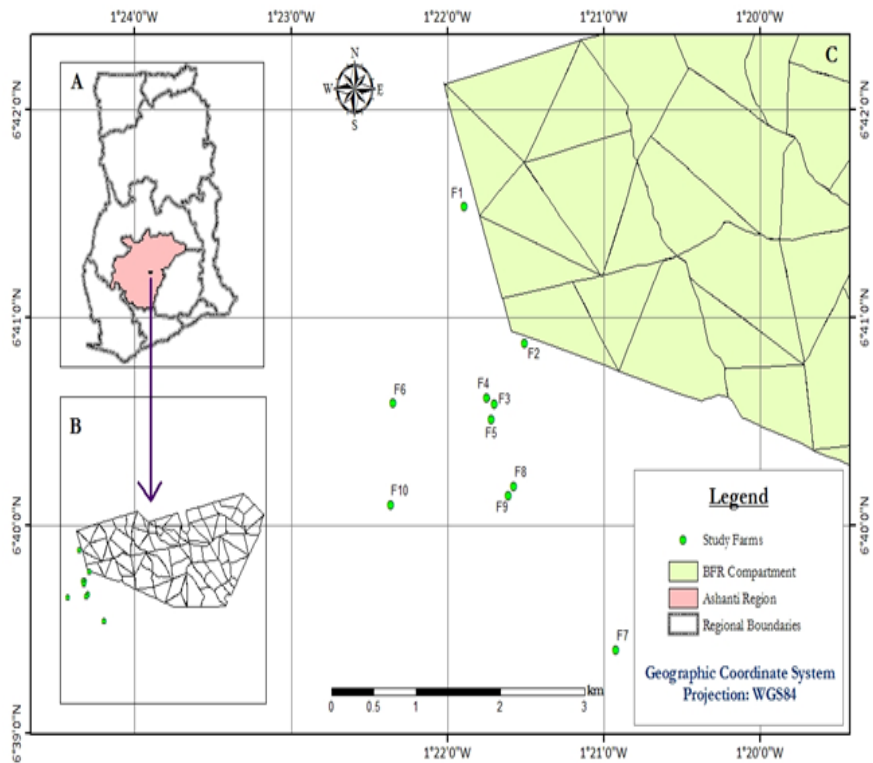 1°24'0"W 1°23'0"W 1°22'0"W 1°21'0"W 1°20'0"W
A
N
W E
S
C
6°42'0"N 6°42'0"N
F1
6°41'0"N 6°41'0"N
F2
F6
F4
F3
F5
B
F8
F10
F9
6°40'0"N 6°40'0"N
Legend
Study Farms
BFR Compartment
Ashanti Region
Regional Boundaries
Geographic Coordinate System
Projection: WGS84
F7
km
0 0.5 1 2 3
6°39'0"N
1°22'0"W 1°21'0"W 1°20'0"W